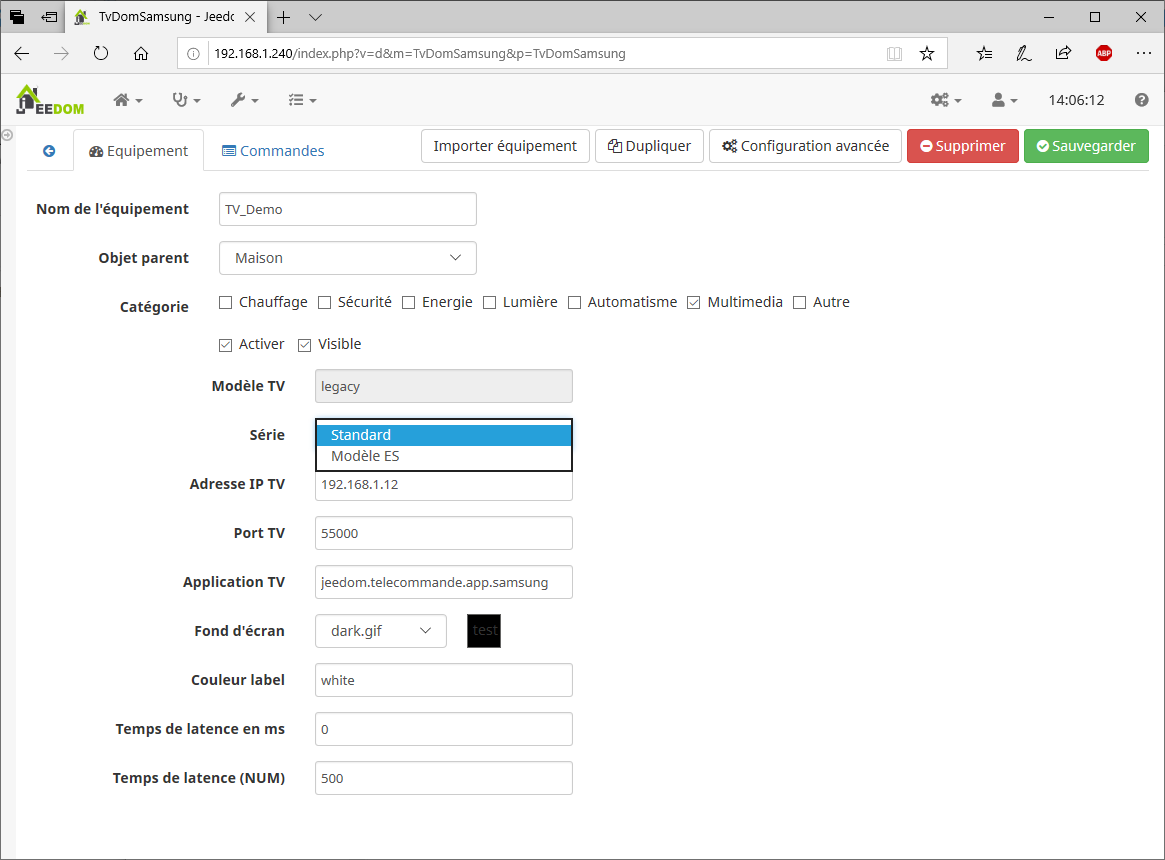 TvDomSamsung - Jeedo
192.168.1.240/index.php?v=d&m=TvDomSamsung&p=TvDomSamsung
ABP
JEEDOM
14:06:12
Equipement
Commandes
Importer équipement
Dupliquer
Configuration avancée
Supprimer
Sauvegarder
Nom de l'équipement
TV_Demo
Objet parent
Maison
Catégorie
Chauffage
Sécurité
Energie
Lumière
Automatisme
Multimedia
Autre
Activer
Visible
Modèle TV
legacy
Série
Standard
Modèle ES
Adresse IP TV
192.168.1.12
Port TV
55000
Application TV
jeedom.telecommande.app.samsung
Fond d'écran
dark.gif
test
Couleur label
white
Temps de latence en ms
0
Temps de latence (NUM)
500